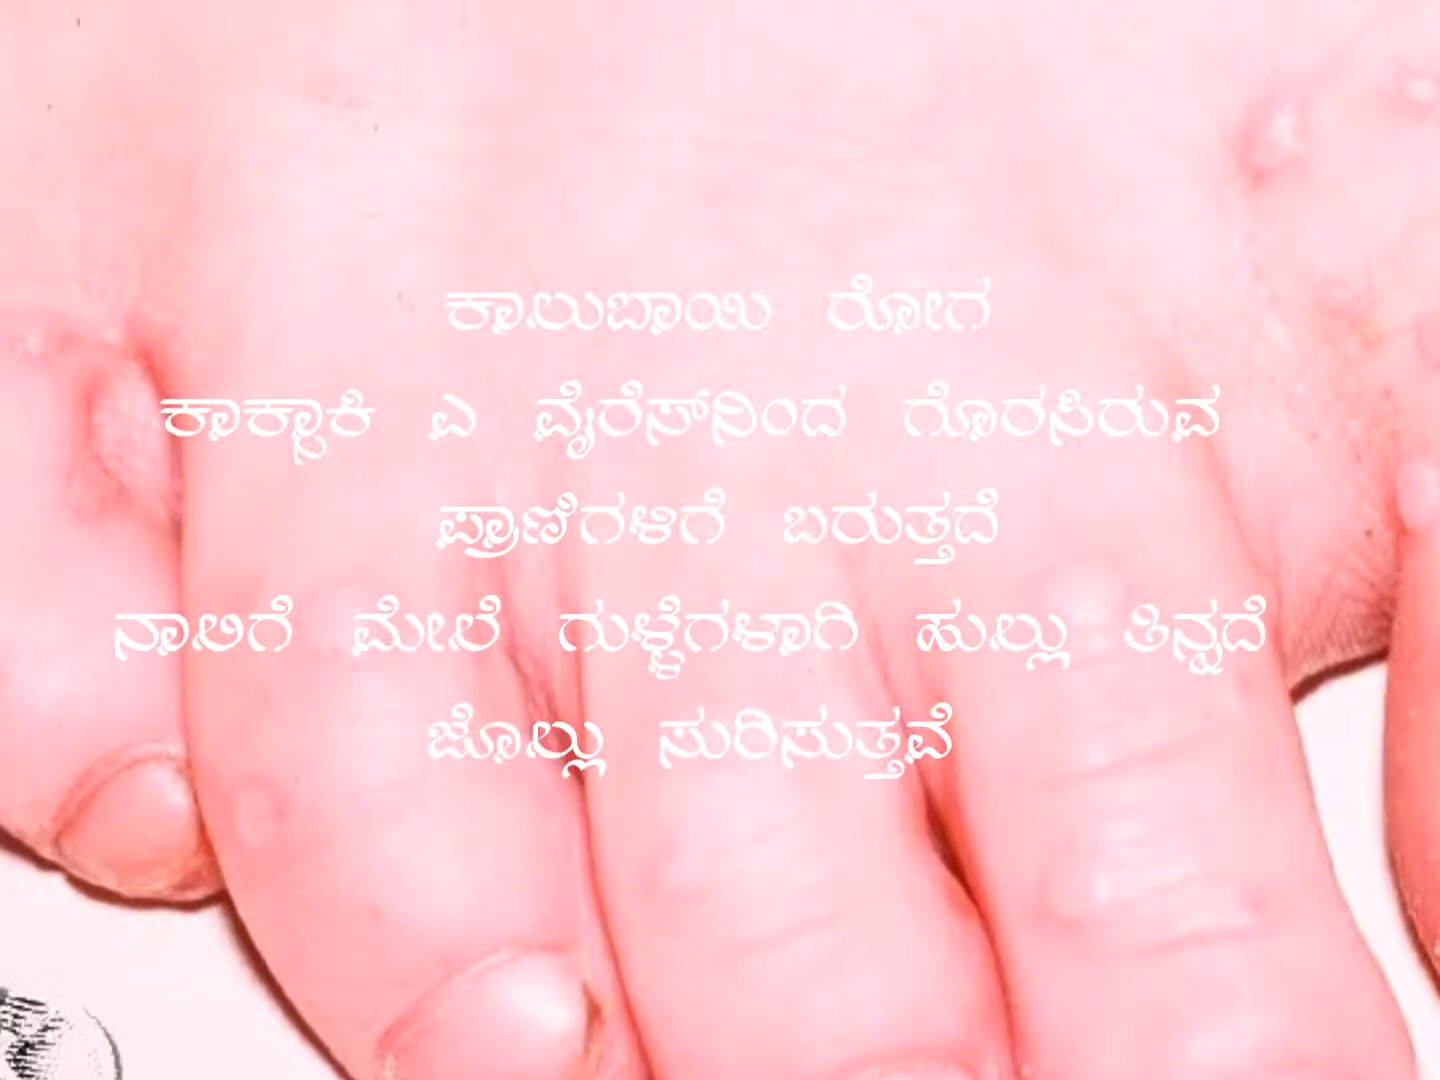 ಕಾಲುಬಾಯಿ ರೋಗ
ಕಾಕ್ಸಾಕಿ ಎ ವೈರೆಸ್‌ನಿಂದ ಗೊರಸಿರುವ
ಪ್ರಾಣಿಗಳಿಗೆ ಬರುತ್ತದೆ
ನಾಲಿಗೆ ಮೇಲೆ ಗುಳ್ಳೆಗಳಾಗಿ ಹುಲ್ಲು ತಿನ್ನದೆ
ಜೊಲ್ಲು ಸುರಿಸುತ್ತವೆ